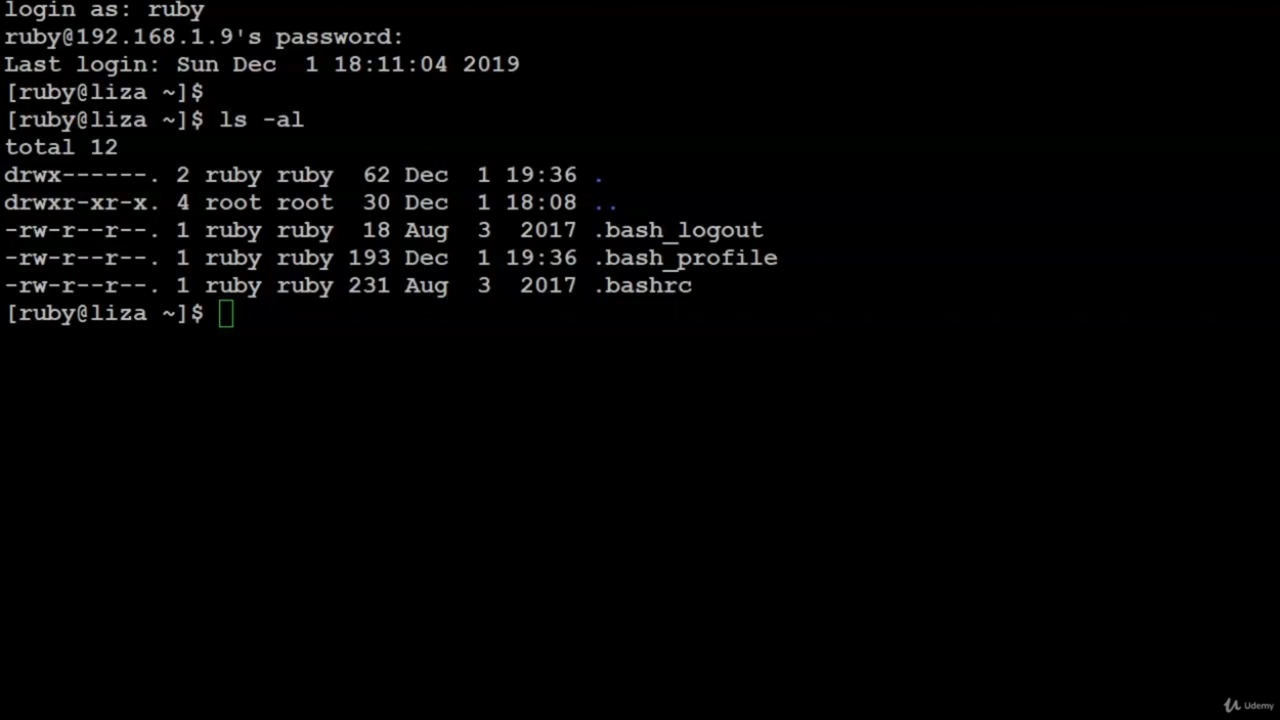 login as: ruby
ruby@192.168.1.9's password:
Last login: Sun Dec  1 18:11:04 2019
[ruby@liza ~]$
[ruby@liza ~]$ ls -al
total 12
drwx------. 2 ruby ruby  62 Dec  1 19:36 .
drwxr-xr-x. 4 root root  30 Dec  1 18:08 ..
-rw-r--r--. 1 ruby ruby  18 Aug  3  2017 .bash_logout
-rw-r--r--. 1 ruby ruby 193 Dec  1 19:36 .bash_profile
-rw-r--r--. 1 ruby ruby 231 Aug  3  2017 .bashrc
[ruby@liza ~]$
Udemy